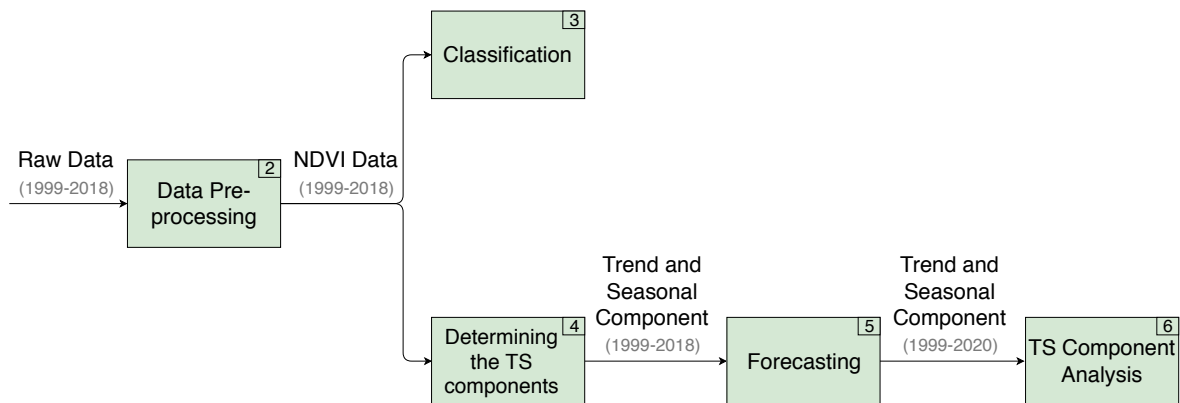 3
Classification
Raw Data
(1999-2018)
2
Data Pre-
processing
NDVI Data
(1999-2018)
4
Determining
the TS
components
Trend and
Seasonal
Component
(1999-2018)
5
Forecasting
Trend and
Seasonal
Component
(1999-2020)
6
TS Component
Analysis